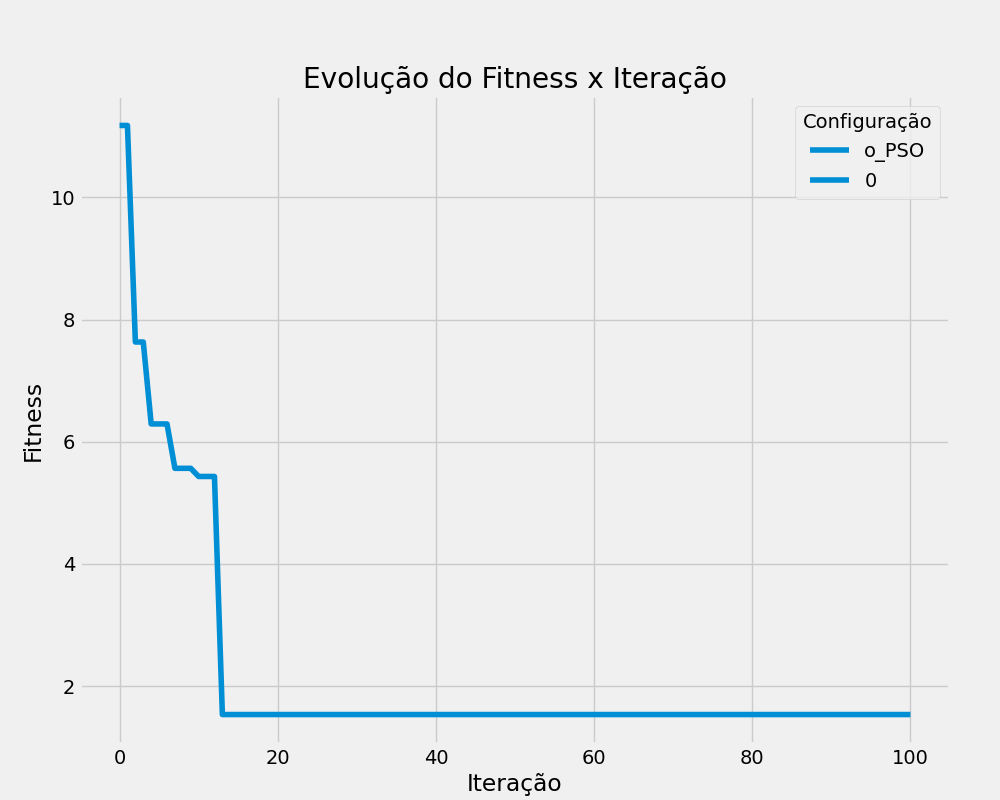 Evolução do Fitness x Iteração
Configuração
o_PSO
0
Fitness
10
8
6
4
2
0 20 40 60 80 100
Iteração